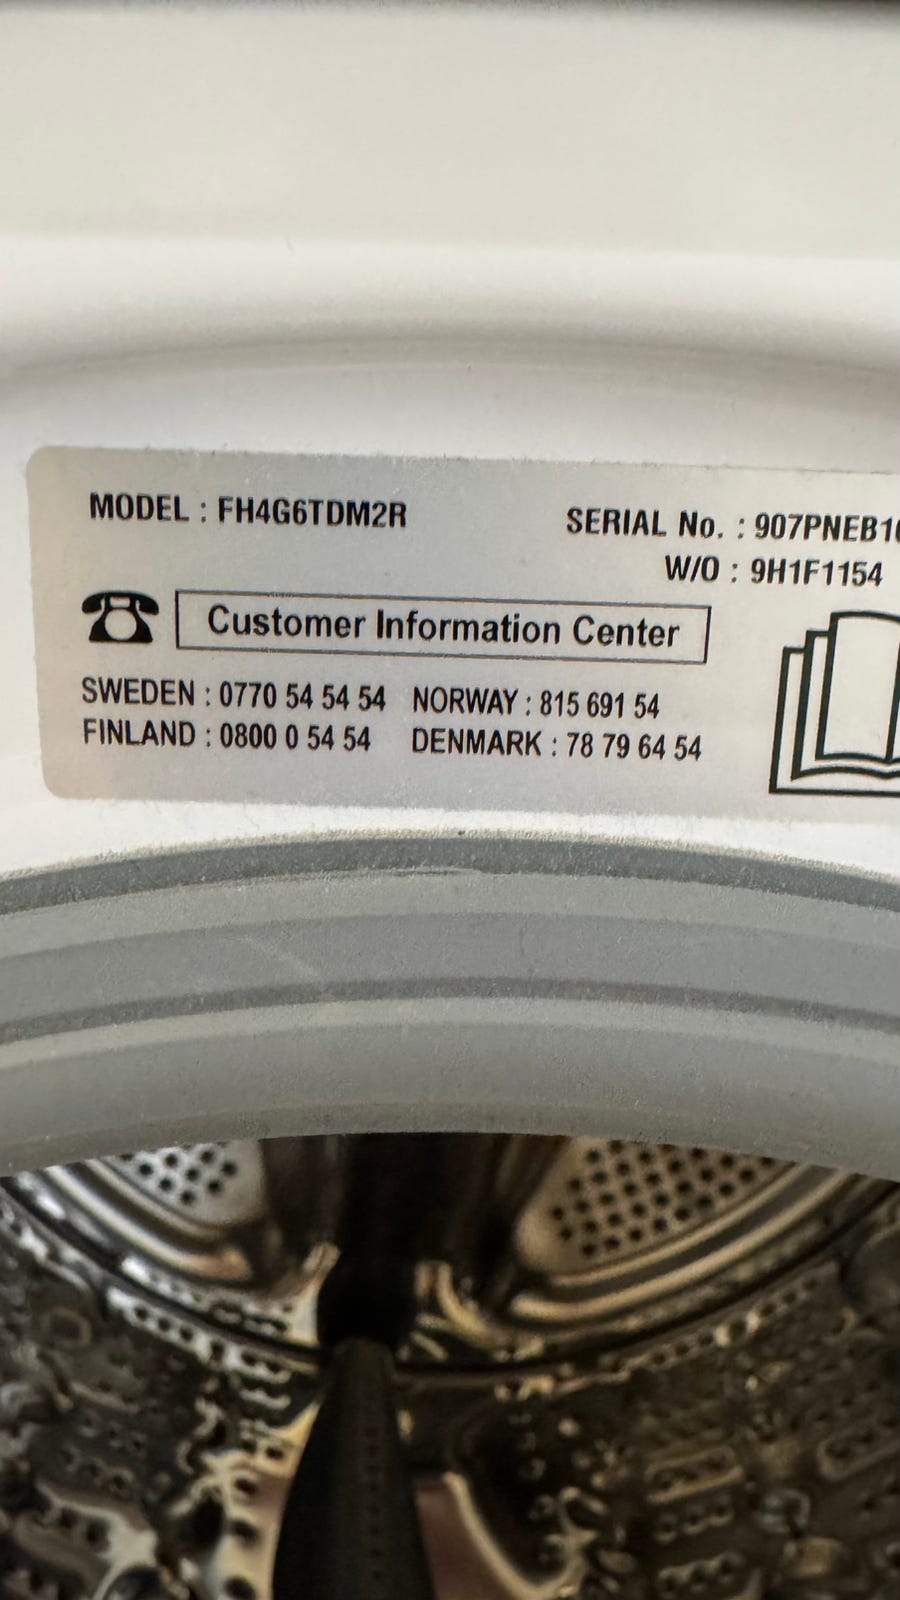 MODEL : FH4G6TDM2R
SERIAL No. : 907PNEB10
W/O : 9H1F1154
Customer Information Center
SWEDEN : 0770 54 54 54 NORWAY : 815 691 54
FINLAND : 0800 0 54 54 DENMARK : 78 79 64 54